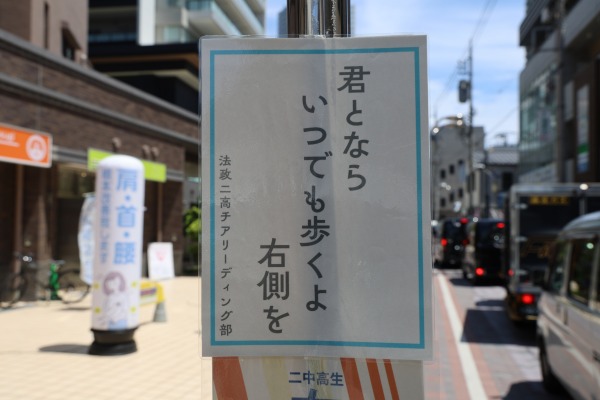 君となら
いつでも歩くよ
右側を
法政二高チアリーディング部
二中高生
肩・首・腰